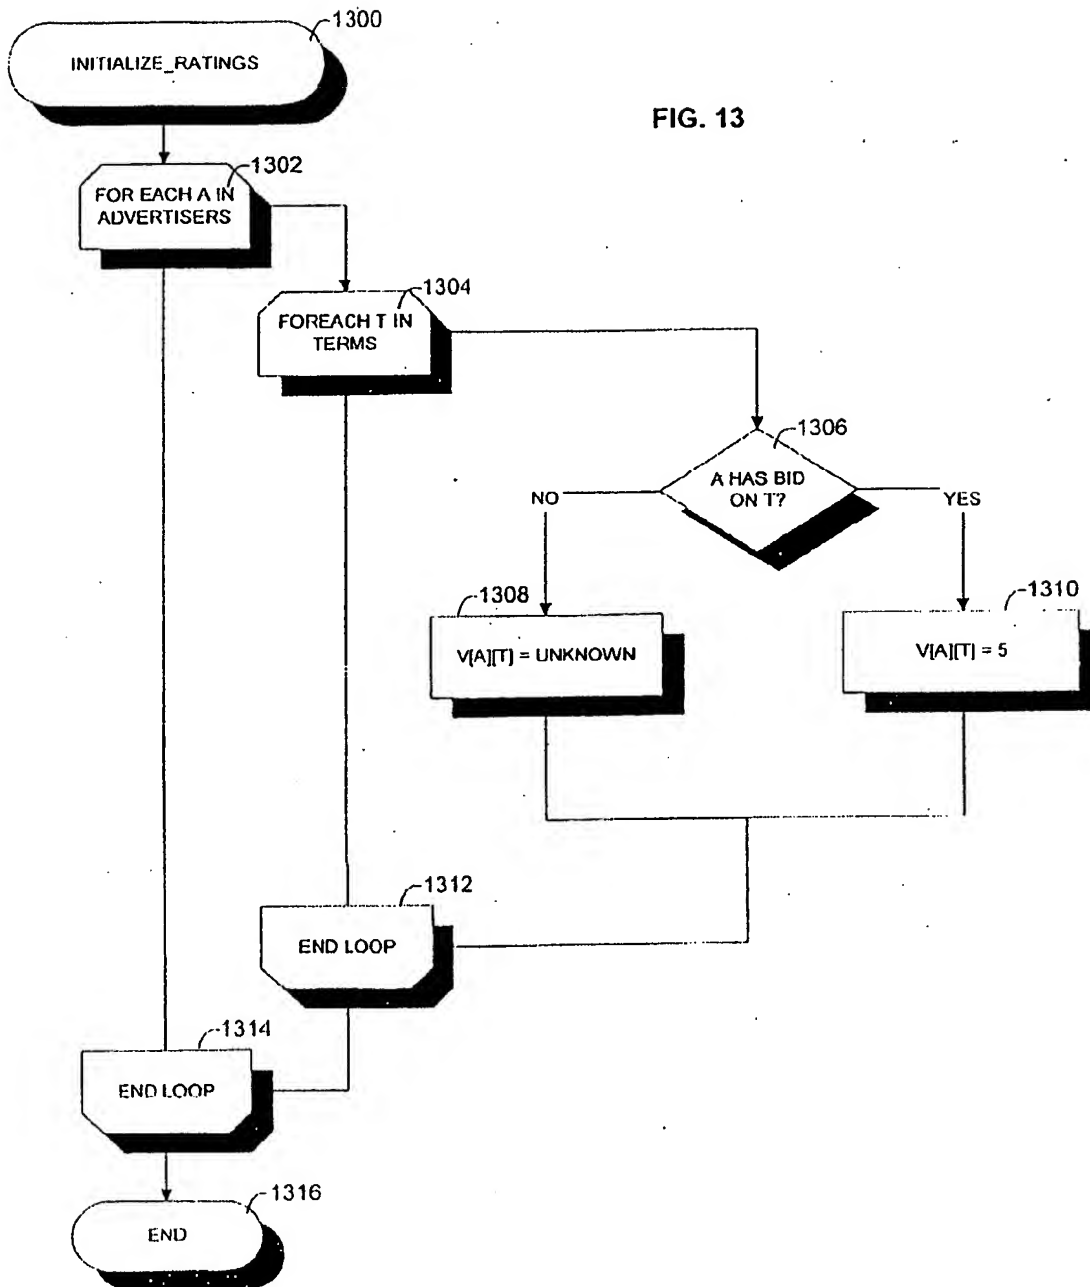 1300
INITIALIZE_RATINGS
FIG. 13
1302
FOR EACH A IN
ADVERTISERS
1304
FOREACH T IN
TERMS
1306
A HAS BID
ON T?
NO
YES
1308
V[A][T] = UNKNOWN
1310
V[A][T] = 5
1312
END LOOP
1314
END LOOP
1316
END